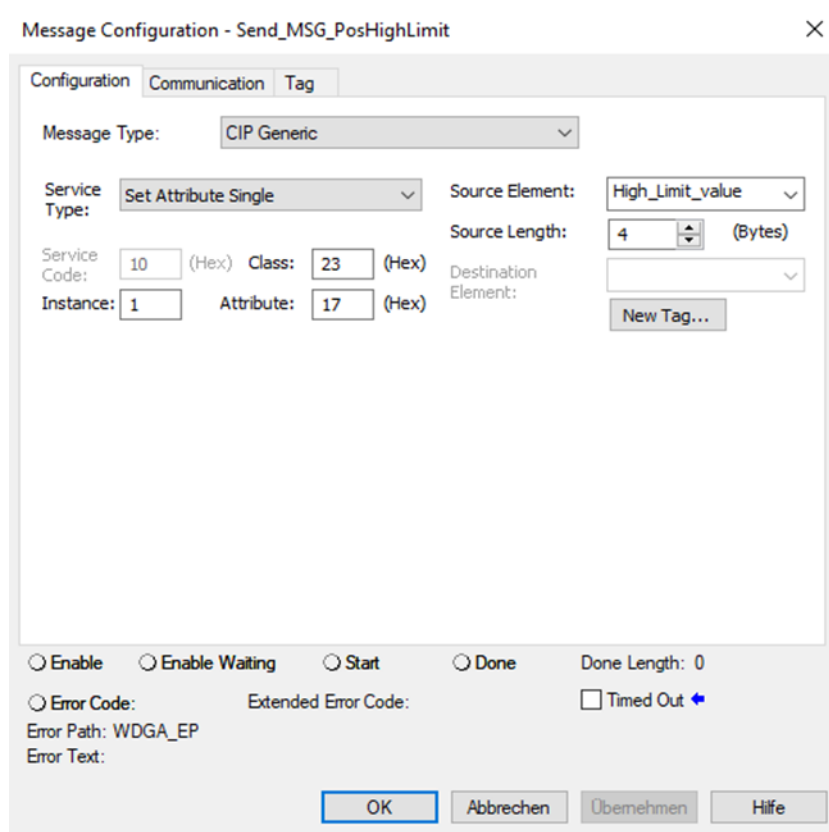 Message Configuration - Send_MSG_PosHighLimit
Configuration Communication Tag
Message Type: CIP Generic
Service Type: Set Attribute Single
Source Element: High_Limit_value
Source Length: 4 (Bytes)
Service Code: 10 (Hex) Class: 23 (Hex)
Destination Element:
Instance: 1 Attribute: 17 (Hex)
New Tag...
Enable Enable Waiting Start Done Done Length: 0
Error Code: Extended Error Code: Timed Out
Error Path: WDGA_EP
Error Text:
OK Abbrechen Übernehmen Hilfe